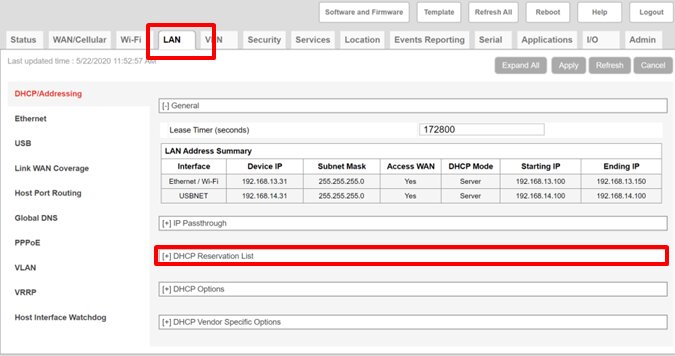 Software and Firmware Template Refresh All Reboot Help Logout
Status WAN/Cellular Wi-Fi LAN VPN Security Services Location Events Reporting Serial Applications I/O Admin
Last updated time : 5/22/2020 11:52:57 AM Expand All Apply Refresh Cancel
DHCP/Addressing
Ethernet
USB
Link WAN Coverage
Host Port Routing
Global DNS
PPPoE
VLAN
VRRP
Host Interface Watchdog
[-] General
Lease Timer (seconds) 172800
LAN Address Summary
Interface Device IP Subnet Mask Access WAN DHCP Mode Starting IP Ending IP
Ethernet / Wi-Fi 192.168.13.31 255.255.255.0 Yes Server 192.168.13.100 192.168.13.150
USBNET 192.168.14.31 255.255.255.0 Yes Server 192.168.14.100 192.168.14.100
[+] IP Passthrough
[+] DHCP Reservation List
[+] DHCP Options
[+] DHCP Vendor Specific Options